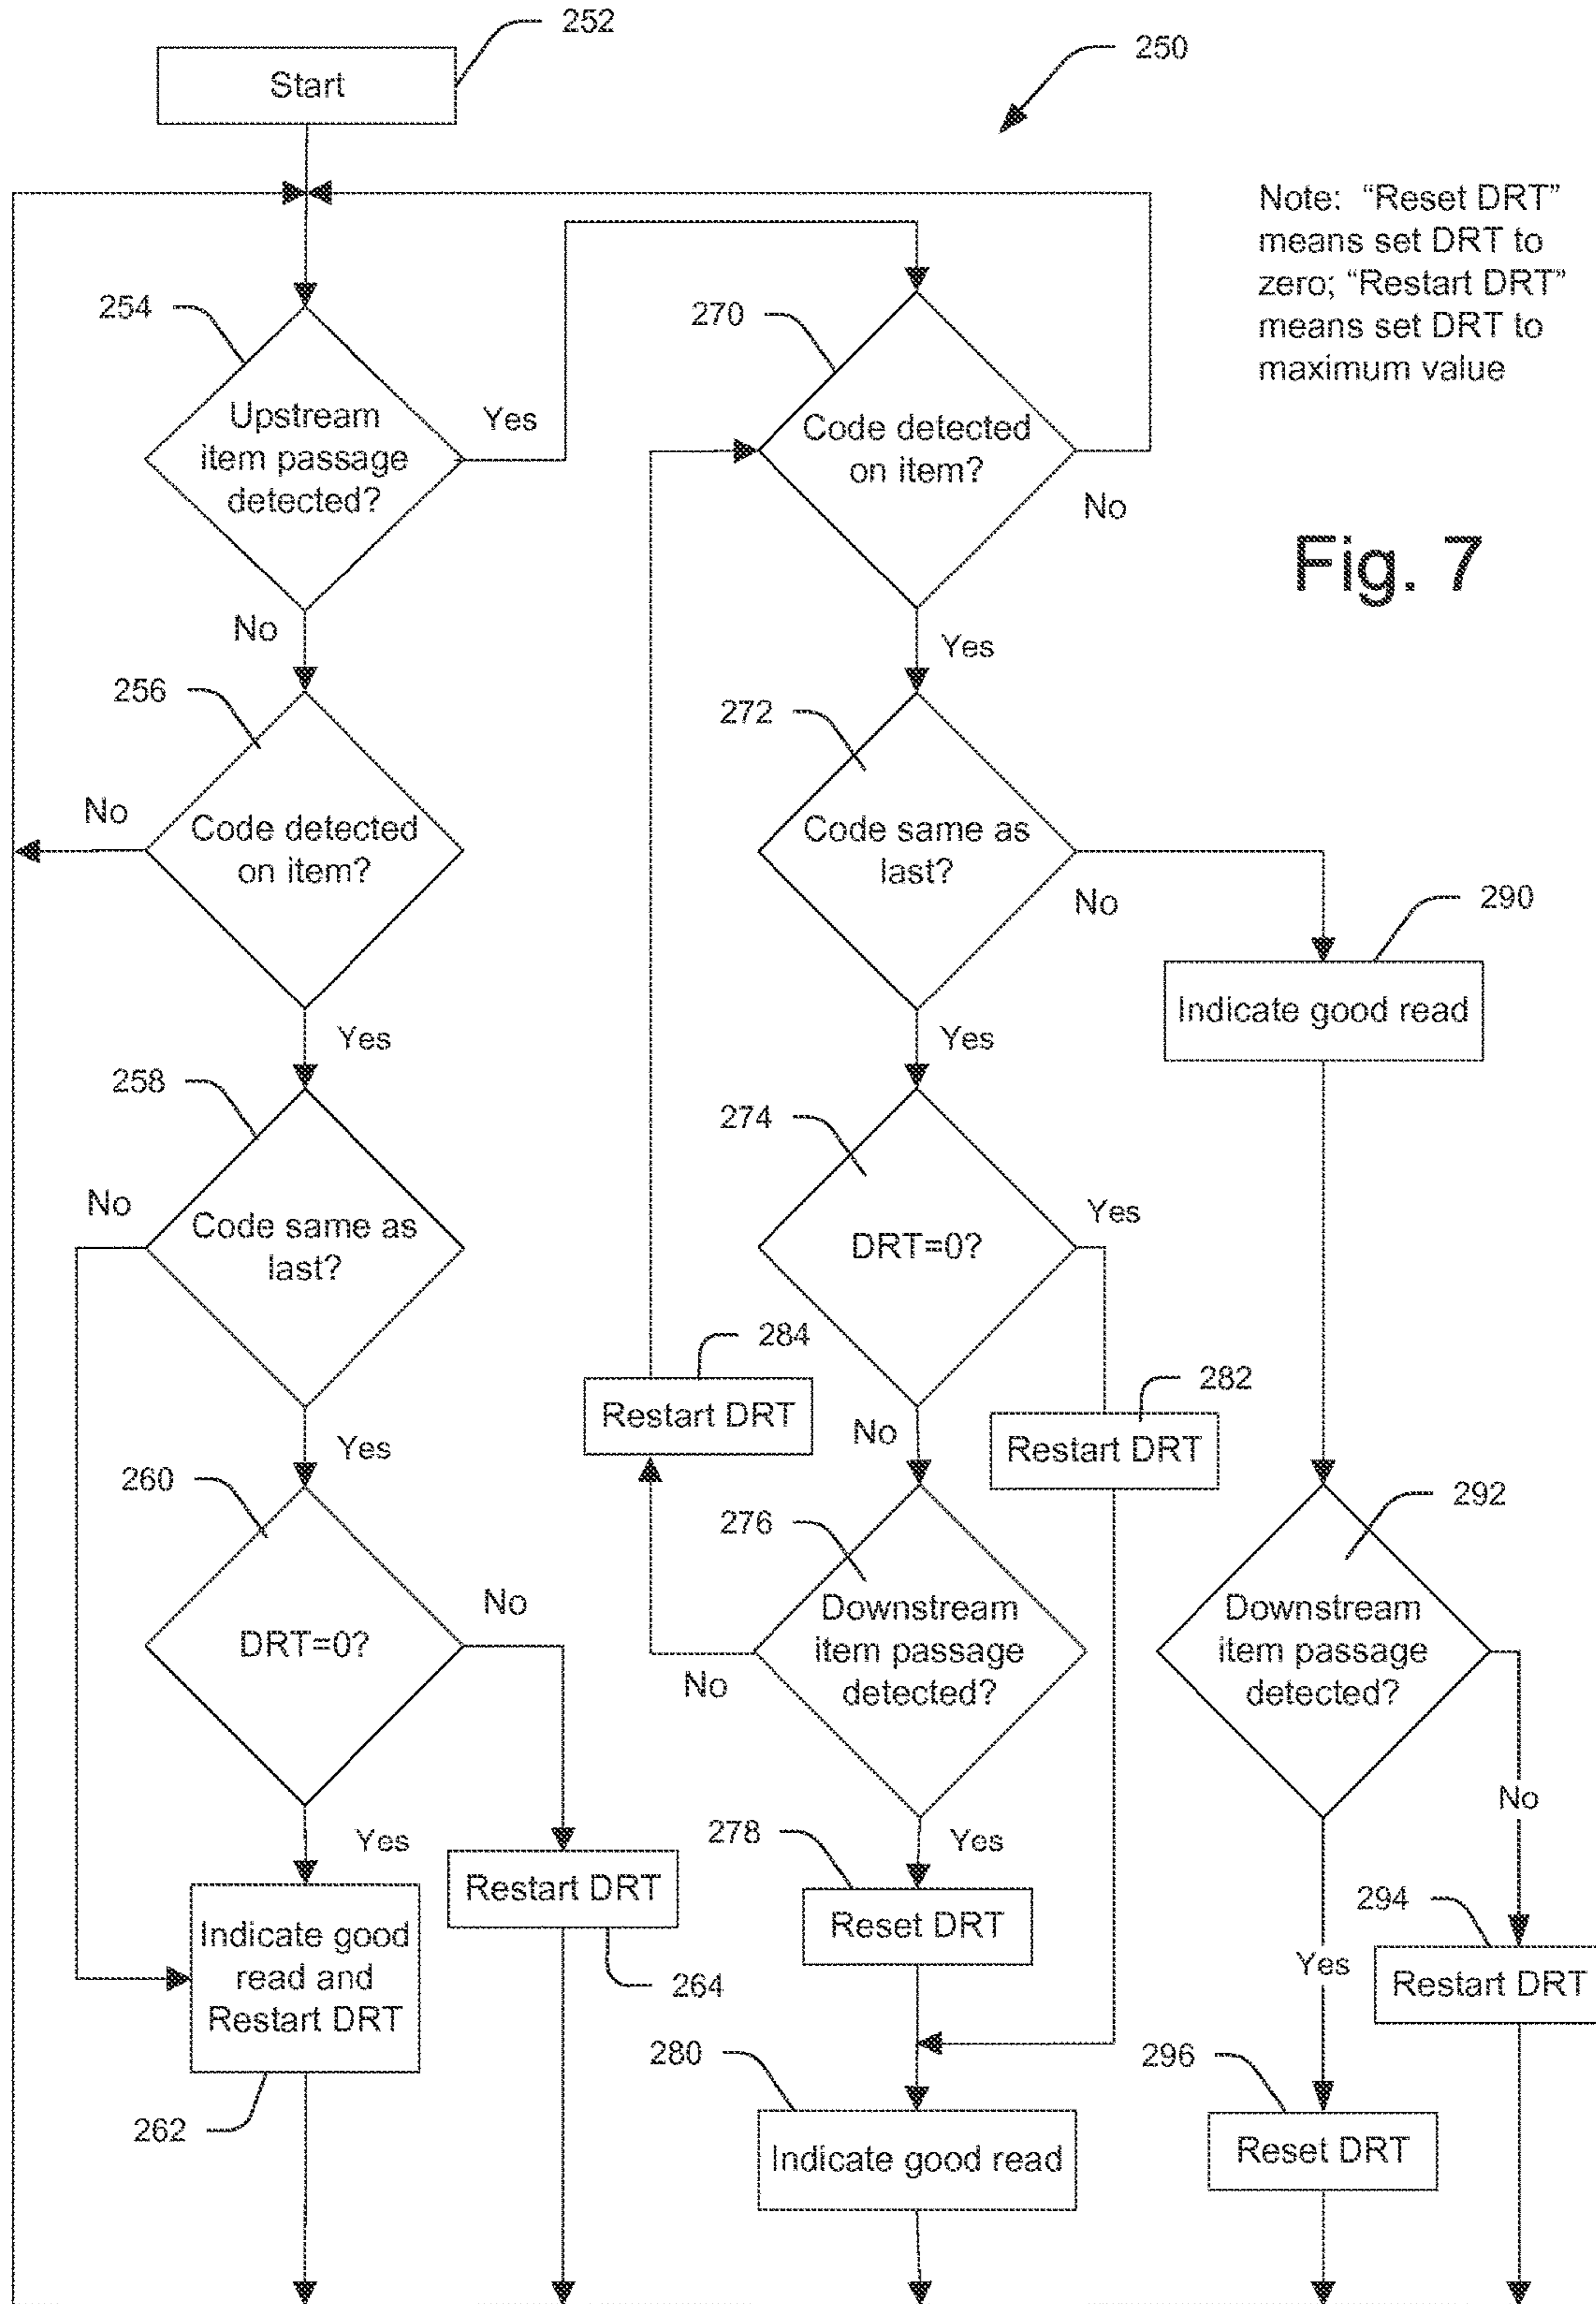 252
250
Start
Note: “Reset DRT”
means set DRT to
zero; “Restart DRT”
means set DRT to
maximum value
254
270
Upstream
item passage
detected?
Yes
Code detected
on item?
No
Fig. 7
No
Yes
256
272
No
Code detected
on item?
Code same as
last?
No
290
Indicate good read
Yes
Yes
258
274
No
Code same as
last?
Yes
DRT=0?
284
282
Restart DRT
Restart DRT
Yes
No
260
276
292
No
DRT=0?
Downstream
item passage
detected?
No
Downstream
item passage
detected?
No
Yes
278
Yes
Restart DRT
Reset DRT
294
Indicate good
read and
Restart DRT
264
Yes
Restart DRT
280
296
262
Indicate good read
Reset DRT